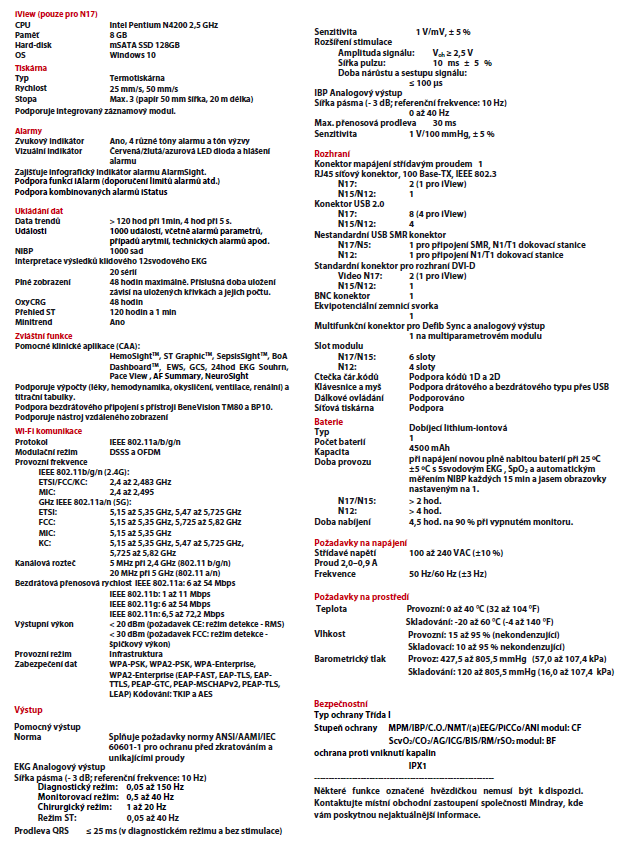 iView (pouze pro N17)
CPU Intel Pentium N4200 2,5 GHz
Paměť 8 GB
Hard-disk mSATA SSD 128GB
OS Windows 10
Tiskárna
Typ Termotiskárna
Rychlost 25 mm/s, 50 mm/s
Stopa Max. 3 (papír 50 mm šířka, 20 m délka)
Podporuje integrovaný záznamový modul.
Alarmy
Zvukový indikátor Ano, 4 různé tóny alarmu a tón výzvy
Vizuální indikátor Červená/žlutá/azurová LED dioda a hlášení
alarmu
Zajišťuje infografický indikátor alarmu AlarmSight.
Podpora funkcí iAlarm (doporučení limitů alarmů atd.)
Podpora kombinovaných alarmů iStatus
Ukládání dat
Data trendů > 120 hod při 1min, 4 hod při 5 s.
Události 1000 událostí, včetně alarmů parametrů,
případů arytmií, technických alarmů apod.
NIBP 1000 sad
Interpretace výsledků klidového 12svodového EKG
20 sérií
Plné zobrazení 48 hodin maximálně. Příslušná doba uložení
závisí na uložených křivkách a jejich počtu.
OxyCRG 48 hodin
Přehled ST 120 hodin a 1 min
Minitrend Ano
Zvláštní funkce
Pomocné klinické aplikace (CAA):
HemoSight™, ST Graphic™, SepsisSight™, BoA
Dashboard™, EWS, GCS, 24hod EKG Souhrn,
Pace View , AF Summary, NeuroSight
Podporuje výpočty (léky, hemodynamika, okysličení, ventilace, renální) a
titrační tabulky.
Podpora bezdrátového připojení s přístroji BeneVision TM80 a BP10.
Podporuje nástroj vzdáleného zobrazení
Wi-Fi komunikace
Protokol IEEE 802.11a/b/g/n
Modulační režim DSSS a OFDM
Provozní frekvence
IEEE 802.11b/g/n (2.4G):
ETSI/FCC/KC: 2,4 až 2,483 GHz
MIC: 2,4 až 2,495
GHz IEEE 802.11a/n (5G):
ETSI: 5,15 až 5,35 GHz, 5,47 až 5,725 GHz
FCC: 5,15 až 5,35 GHz, 5,725 až 5,82 GHz
MIC: 5,15 až 5,35 GHz
KC: 5,15 až 5,35 GHz, 5,47 až 5,725 GHz,
5,725 až 5,82 GHz
Kanálová rozteč 5 MHz při 2,4 GHz (802.11 b/g/n)
20 MHz při 5 GHz (802.11 a/n)
Bezdrátová přenosová rychlost IEEE 802.11a: 6 až 54 Mbps
IEEE 802.11b: 1 až 11 Mbps
IEEE 802.11g: 6 až 54 Mbps
IEEE 802.11n: 6,5 až 72,2 Mbps
Výstupní výkon < 20 dBm (požadavek CE: režim detekce - RMS)
< 30 dBm (požadavek FCC: režim detekce -
špičkový výkon)
Provozní režim Infrastruktura
Zabezpečení dat WPA-PSK, WPA2-PSK, WPA-Enterprise,
WPA2-Enterprise (EAP-FAST, EAP-TLS, EAP-
TTLS, PEAP-GTC, PEAP-MSCHAPv2, PEAP-TLS,
LEAP) Kódování: TKIP a AES
Výstup
Pomocný výstup
Norma Splňuje požadavky normy ANSI/AAMI/IEC
60601-1 pro ochranu před zkratováním a
unikajícími proudy
EKG Analogový výstup
Šířka pásma (- 3 dB; referenční frekvence: 10 Hz)
Diagnostický režim: 0,05 až 150 Hz
Monitorovací režim: 0,5 až 40 Hz
Chirurgický režim: 1 až 20 Hz
Režim ST: 0,05 až 40 Hz
Prodleva QRS ≤ 25 ms (v diagnostickém režimu a bez stimulace)
Senzitivita 1 V/mV, ± 5 %
Rozšíření stimulace
Amplituda signálu: Voh ≥ 2,5 V
Šířka pulzu: 10 ms ± 5 %
Doba nárůstu a sestupu signálu:
≤ 100 µs
IBP Analogový výstup
Šířka pásma (- 3 dB; referenční frekvence: 10 Hz)
0 až 40 Hz
Max. přenosová prodleva 30 ms
Senzitivita 1 V/100 mmHg, ± 5 %
Rozhraní
Konektor mapájení střídavým proudem 1
RJ45 síťový konektor, 100 Base-TX, IEEE 802.3
N17: 2 (1 pro iView)
N15/N12: 1
Konektor USB 2.0
N17: 8 (4 pro iView)
N15/N12: 4
Nestandardní USB SMR konektor
N17/N5: 1 pro připojení SMR, N1/T1 dokovací stanice
N12: 1 pro připojení N1/T1 dokovací stanice
Standardní konektor pro rozhraní DVI-D
Video N17: 2 (1 pro iView)
N15/N12: 1
BNC konektor 1
Ekvipotenciální zemnicí svorka
1
Multifunkční konektor pro Defib Sync a analogový výstup
1 na multiparametrovém modulu
Slot modulu
N17/N15: 6 sloty
N12: 4 sloty
Čtečka čár.kódů Podpora kódů 1D a 2D
Klávesnice a myš Podpora drátového a bezdrátového typu přes USB
Dálkové ovládání Podporováno
Síťová tiskárna Podpora
Baterie
Typ Dobíjecí lithium-iontová
Počet baterií 1
Kapacita 4500 mAh
Doba provozu při napájení novou plně nabitou baterií při 25 ºC
±5 ºC s 5svodovým EKG , SpO₂ a automatickým
měřením NIBP každých 15 min a jasem obrazovky
nastaveným na 1.
N17/N15: > 2 hod.
N12: > 4 hod.
Doba nabíjení 4,5 hod. na 90 % při vypnutém monitoru.
Požadavky na napájení
Střídavé napětí 100 až 240 VAC (±10 %)
Proud 2,0–0,9 A
Frekvence 50 Hz/60 Hz (±3 Hz)
Požadavky na prostředí
Teplota Provozní: 0 až 40 °C (32 až 104 °F)
Skladování: -20 až 60 °C (-4 až 140 °F)
Vlhkost Provozní: 15 až 95 % (nekondenzující)
Skladovací: 10 až 95 % nekondenzující)
Barometrický tlak Provoz: 427,5 až 805,5 mmHg (57,0 až 107,4 kPa)
Skladování: 120 až 805,5 mmHg (16,0 až 107,4 kPa)
Bezpečnostní
Typ ochrany Třída I
Stupeň ochrany MPM/IBP/C.O./NMT/(a)EEG/PiCCo/ANI modul: CF
ScvO₂/CO₂/AG/ICG/BIS/RM/rSO₂ modul: BF
ochrana proti vniknutí kapalin
IPX1
------------------------------------------------------------
Některé funkce označené hvězdičkou nemusí být k dispozici.
Kontaktujte místní obchodní zastoupení společnosti Mindray, kde
vám poskytnou nejaktuálnější informace.